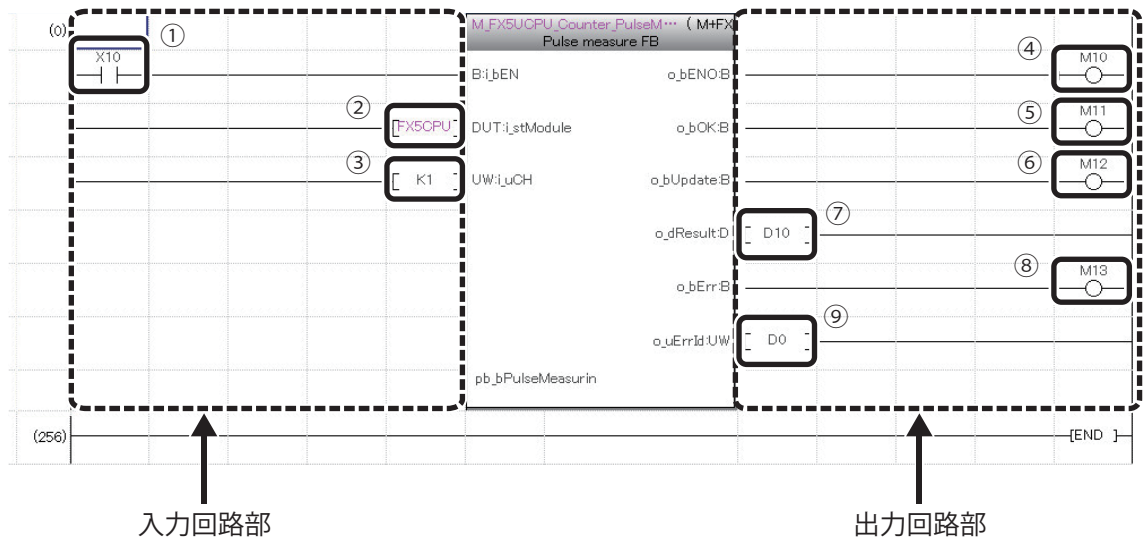 (0)
①
X10
M_FX5UCPU_Counter_PulseM… ( M+FX
Pulse measure FB
④
M10
B:i_bEN
o_bENO:B
②
FX5CPU
DUT:i_stModule
o_bOK:B
⑤
M11
③
K1
UW:i_uCH
o_bUpdate:B
⑥
M12
o_dResult:D
D10
⑦
o_bErr:B
⑧
M13
o_uErrId:UW
D0
⑨
pb_bPulseMeasurin
(256)
[END ]
入力回路部
出力回路部